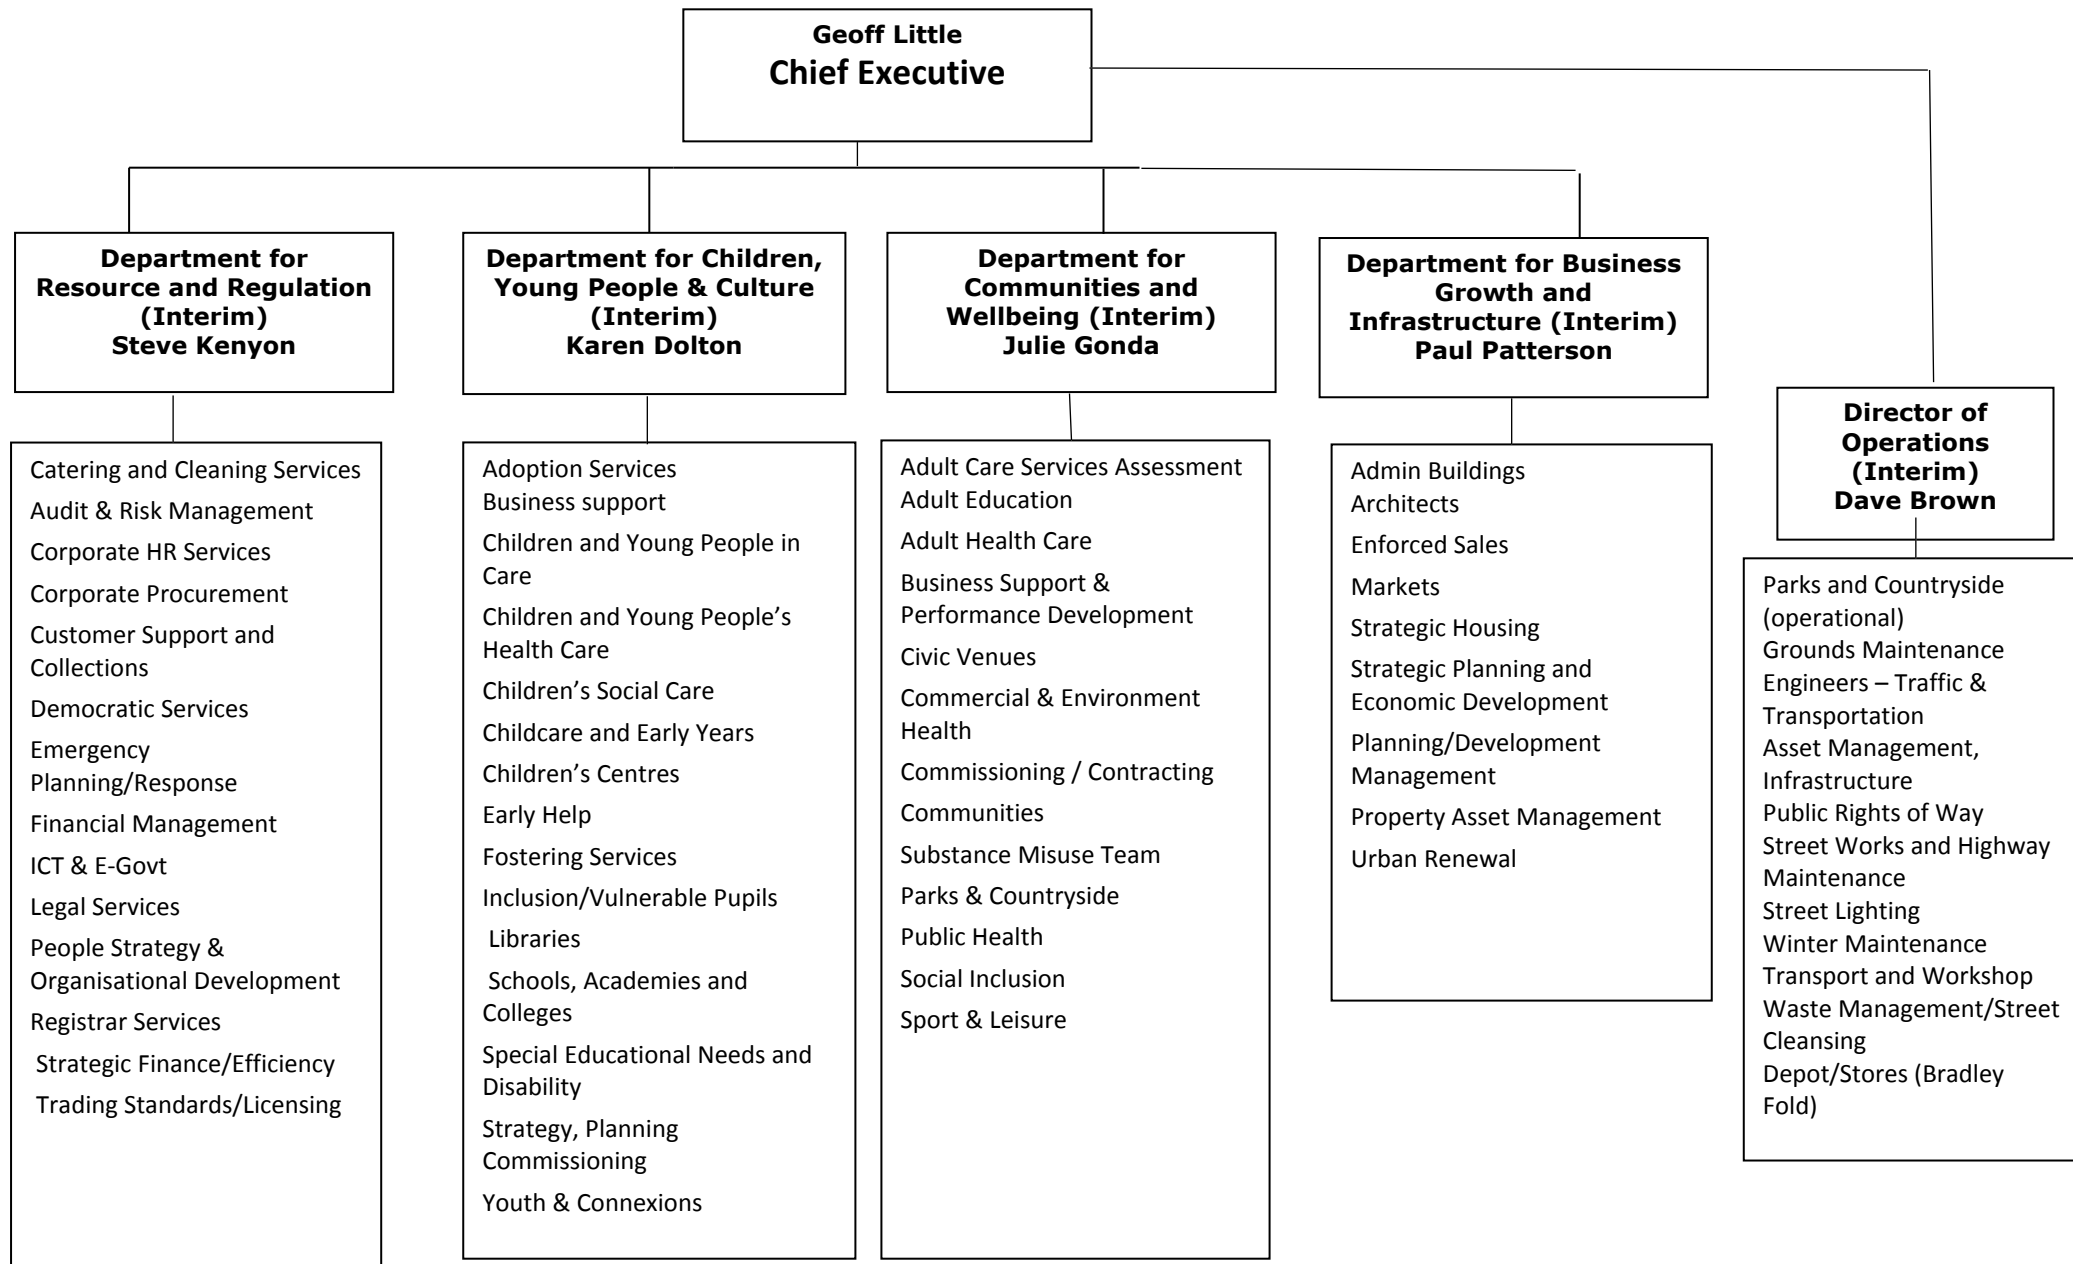 Geoff Little
Chief Executive
Department for
Resource and Regulation
(Interim)
Steve Kenyon
Department for Children,
Young People & Culture
(Interim)
Karen Dolton
Department for
Communities and
Wellbeing (Interim)
Julie Gonda
Department for Business
Growth and
Infrastructure (Interim)
Paul Patterson
Director of
Operations
(Interim)
Dave Brown
Catering and Cleaning Services
Audit & Risk Management
Corporate HR Services
Corporate Procurement
Customer Support and
Collections
Democratic Services
Emergency
Planning/Response
Financial Management
ICT & E-Govt
Legal Services
People Strategy &
Organisational Development
Registrar Services
Strategic Finance/Efficiency
Trading Standards/Licensing
Adoption Services
Business support
Children and Young People in
Care
Children and Young People’s
Health Care
Children’s Social Care
Childcare and Early Years
Children’s Centres
Early Help
Fostering Services
Inclusion/Vulnerable Pupils
Libraries
Schools, Academies and
Colleges
Special Educational Needs and
Disability
Strategy, Planning
Commissioning
Youth & Connexions
Adult Care Services Assessment
Adult Education
Adult Health Care
Business Support &
Performance Development
Civic Venues
Commercial & Environment
Health
Commissioning / Contracting
Communities
Substance Misuse Team
Parks & Countryside
Public Health
Social Inclusion
Sport & Leisure
Admin Buildings
Architects
Enforced Sales
Markets
Strategic Housing
Strategic Planning and
Economic Development
Planning/Development
Management
Property Asset Management
Urban Renewal
Parks and Countryside
(operational)
Grounds Maintenance
Engineers – Traffic &
Transportation
Asset Management,
Infrastructure
Public Rights of Way
Street Works and Highway
Maintenance
Street Lighting
Winter Maintenance
Transport and Workshop
Waste Management/Street
Cleansing
Depot/Stores (Bradley
Fold)